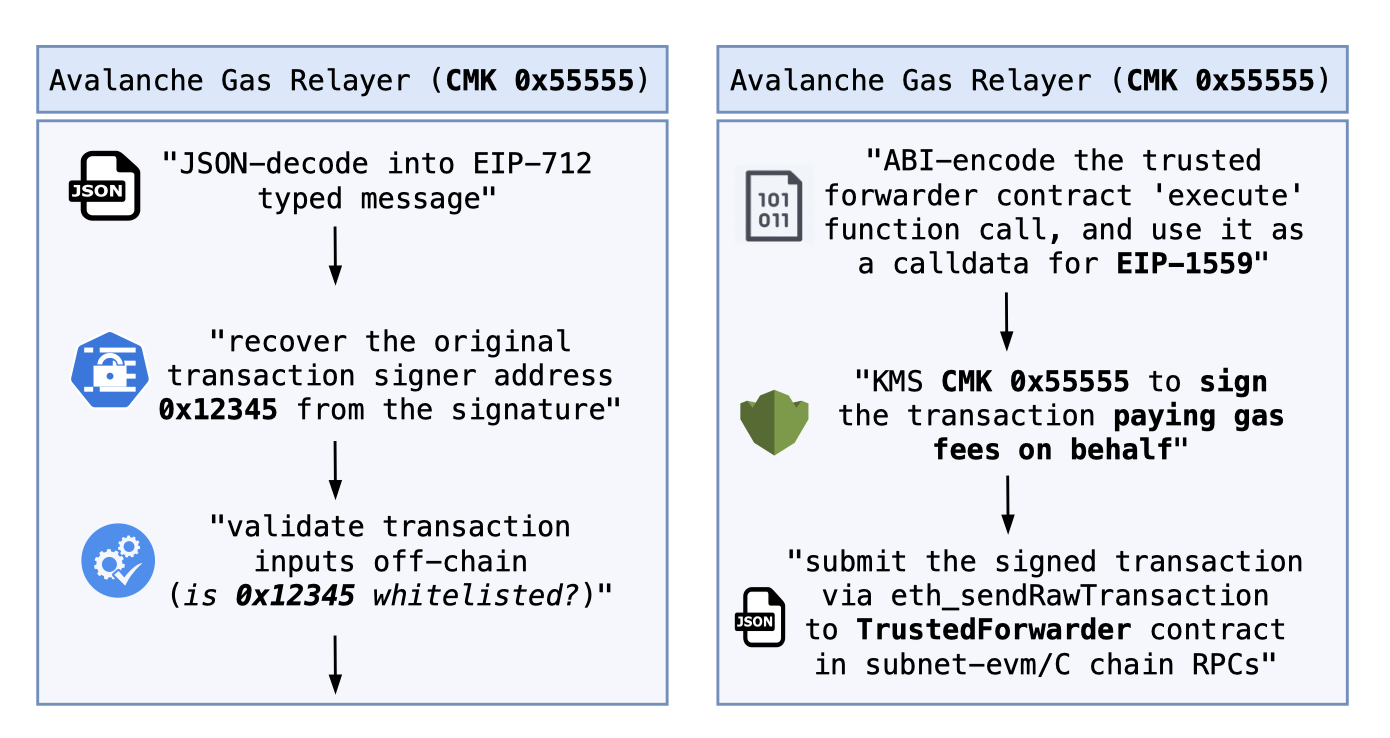 Avalanche Gas Relayer (CMK 0x55555)
JSON
"JSON-decode into EIP-712
typed message"
"recover the original
transaction signer address
0x12345 from the signature"
"validate transaction
inputs off-chain
(is 0x12345 whitelisted?)"
Avalanche Gas Relayer (CMK 0x55555)
101
011
"ABI-encode the trusted
forwarder contract 'execute'
function call, and use it as
a calldata for EIP-1559"
"KMS CMK 0x55555 to sign
the transaction paying gas
fees on behalf"
JSON
"submit the signed transaction
via eth_sendRawTransaction
to TrustedForwarder contract
in subnet-evm/C chain RPCs"